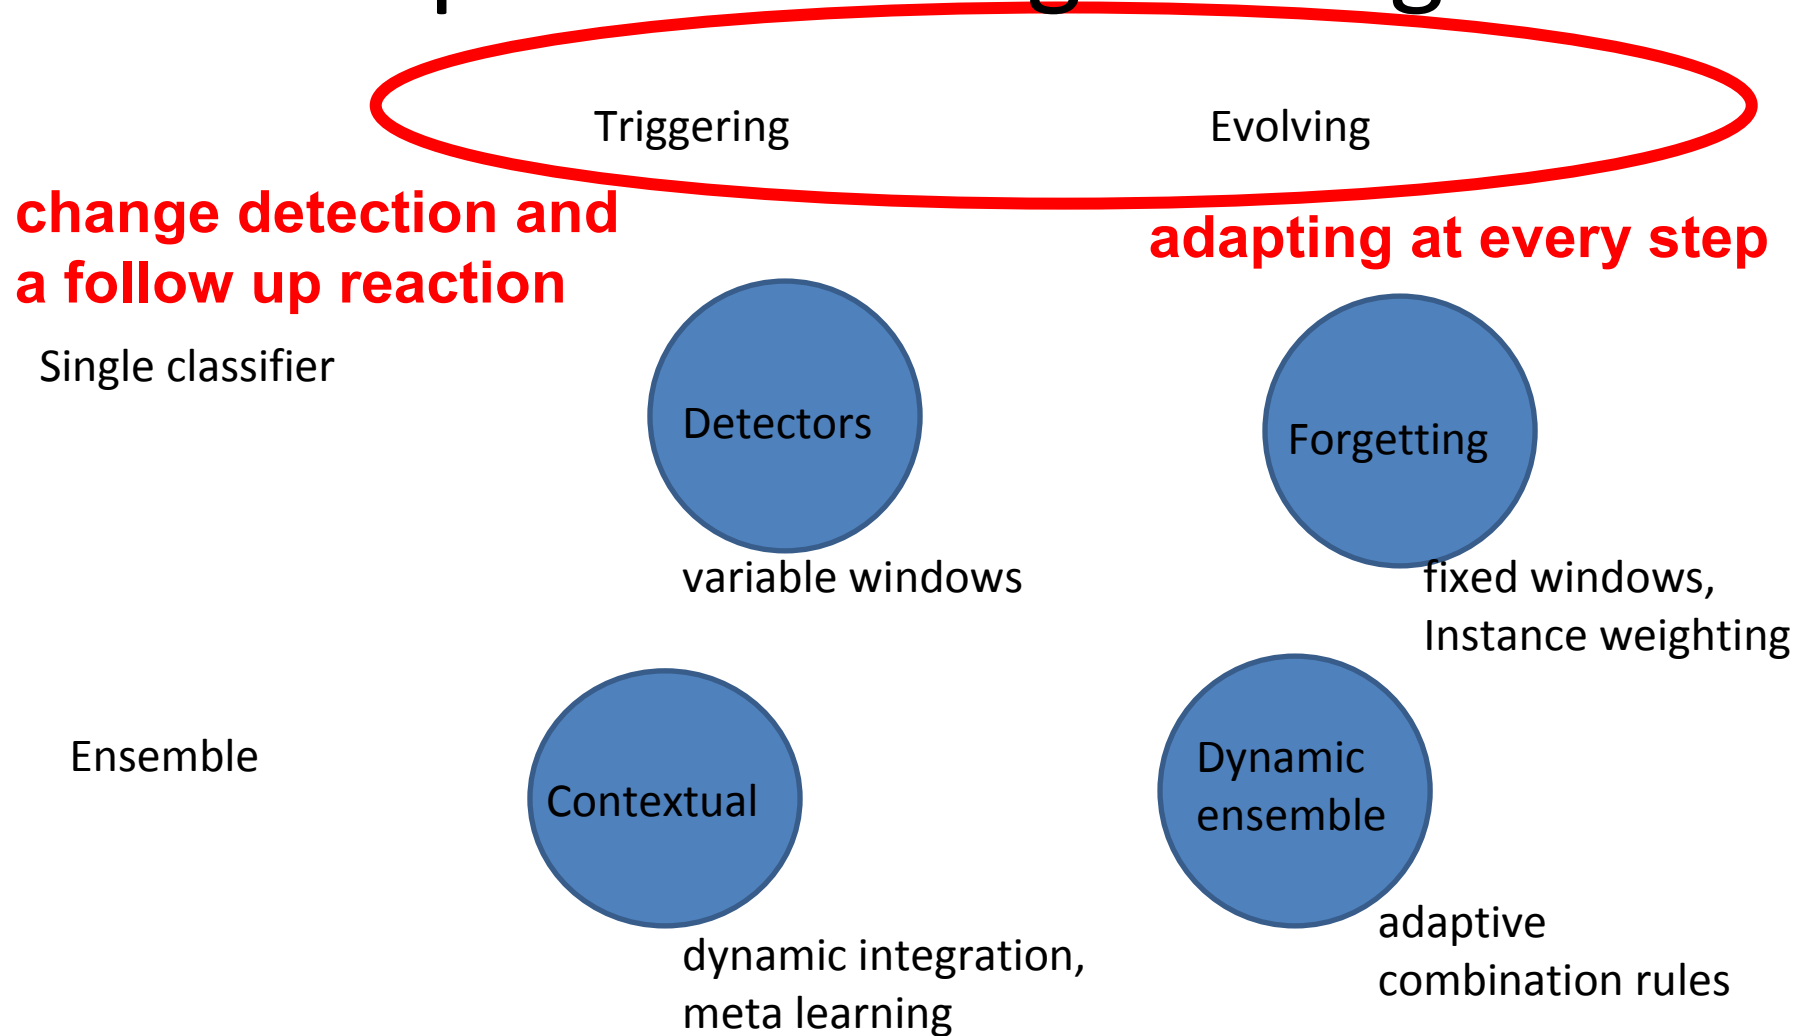 Triggering
Evolving
change detection and
a follow up reaction
adapting at every step
Single classifier
Detectors
Forgetting
variable windows
fixed windows,
Instance weighting
Ensemble
Contextual
Dynamic
ensemble
dynamic integration,
meta learning
adaptive
combination rules